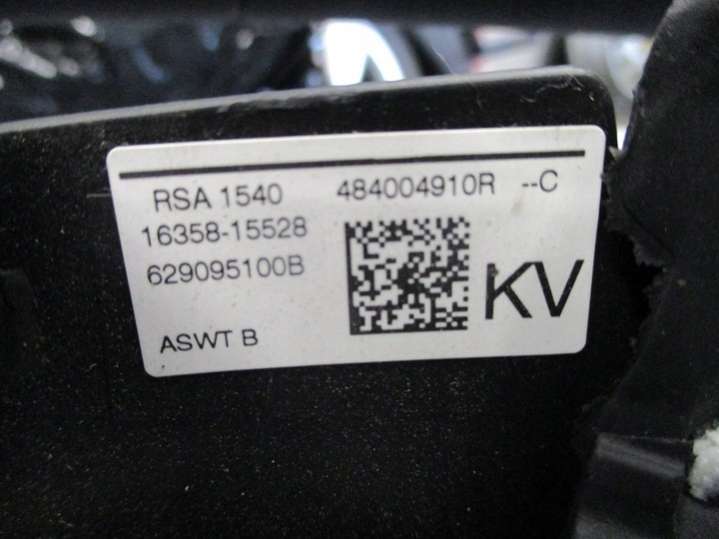 RSA 1540 484004910R --C
16358-15528
629095100B
KV
ASWT B